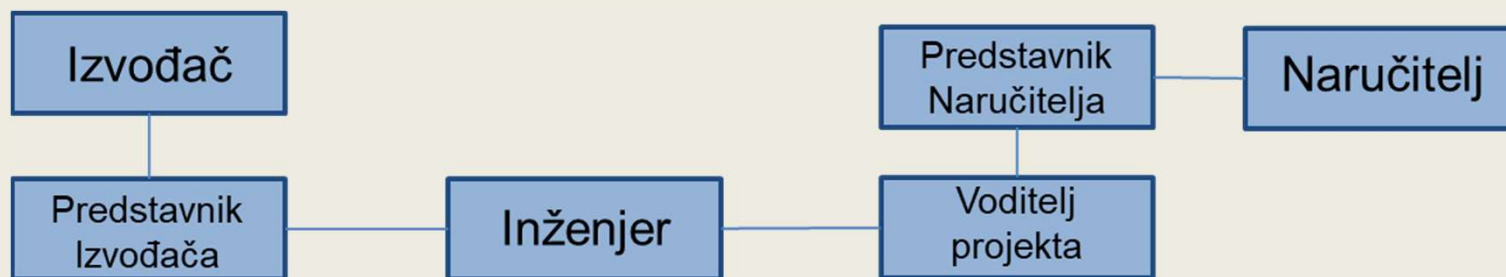 Izvođač
Predstavnik
Naručitelja
Naručitelj
Predstavnik
Izvođača
Inženjer
Voditelj
projekta